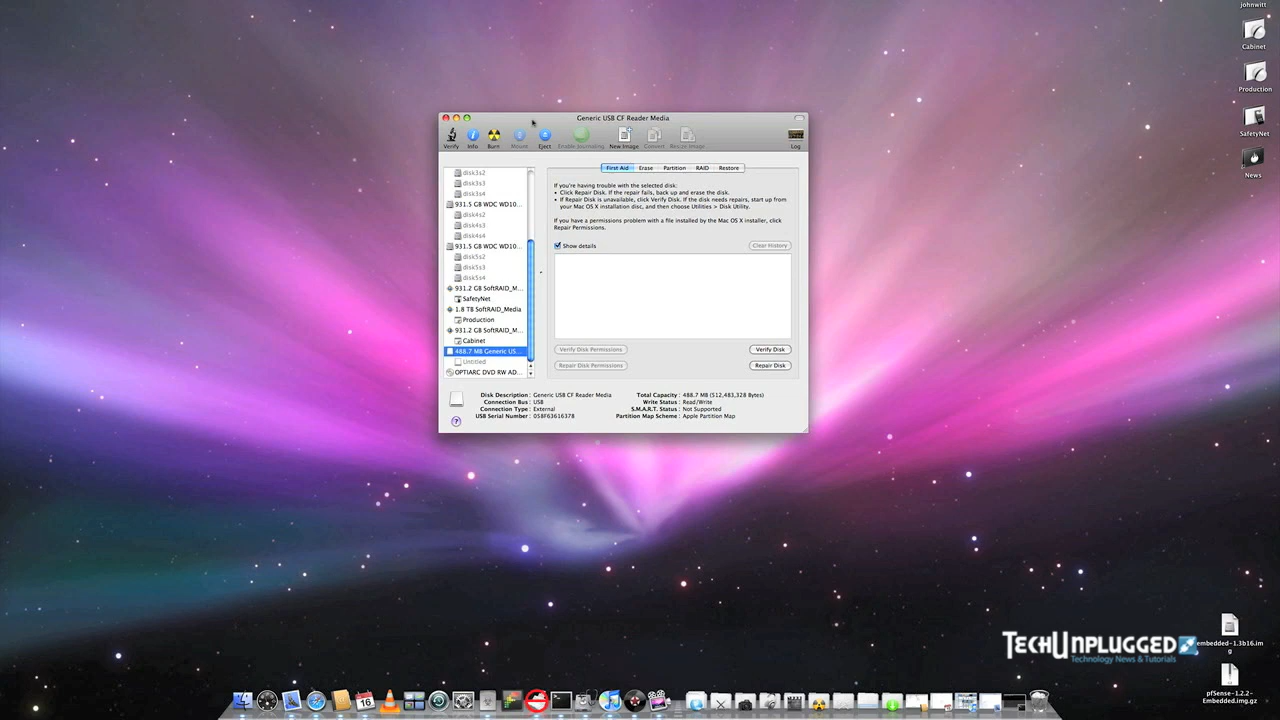 johnwitt
Cabinet
Production
SafetyNet
News
Generic USB CF Reader Media
Verify
Info
Burn
Mount
Eject
Enable Journaling
New Image
Convert
Resize Image
Log
disk3s2
disk3s3
disk3s4
931.5 GB WDC WD10...
disk4s2
disk4s3
disk4s4
931.5 GB WDC WD10...
disk5s2
disk5s3
disk5s4
931.2 GB SoftRAID_M...
SafetyNet
1.8 TB SoftRAID_Media
Production
931.2 GB SoftRAID_M...
Cabinet
488.7 MB Generic US...
Untitled
OPTIARC DVD RW AD...
First Aid
Erase
Partition
RAID
Restore
If you're having trouble with the selected disk:
• Click Repair Disk. If the repair fails, back up and erase the disk.
• If Repair Disk is unavailable, click Verify Disk. If the disk needs repairs, start up from
your Mac OS X installation disc, and then choose Utilities > Disk Utility.
If you have a permissions problem with a file installed by the Mac OS X installer, click
Repair Permissions.
Show details
Clear History
Verify Disk Permissions
Verify Disk
Repair Disk Permissions
Repair Disk
Disk Description : Generic USB CF Reader Media
Connection Bus : USB
Connection Type : External
USB Serial Number : 058F63616378
Total Capacity : 488.7 MB (512,483,328 Bytes)
Write Status : Read/Write
S.M.A.R.T. Status : Not Supported
Partition Map Scheme : Apple Partition Map
?
TECHUNPLUGGED
Technology News & Tutorials
embedded-1.3b16.im
g
pfSense-1.2.2-
Embedded.img.gz
16